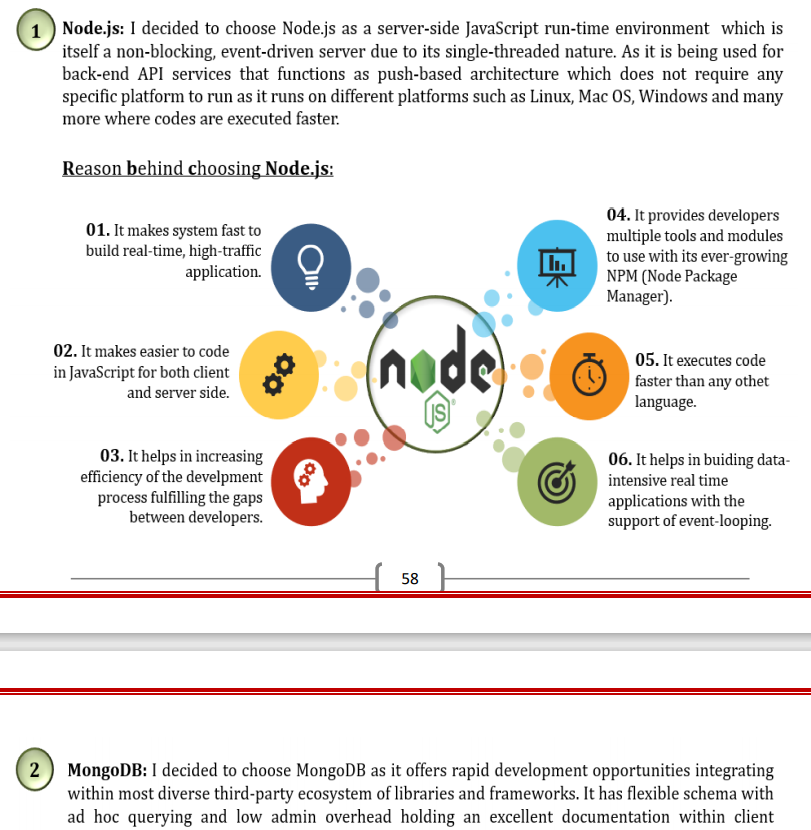 1
Node.js: I decided to choose Node.js as a server-side JavaScript run-time environment which is
itself a non-blocking, event-driven server due to its single-threaded nature. As it is being used for
back-end API services that functions as push-based architecture which does not require any
specific platform to run as it runs on different platforms such as Linux, Mac OS, Windows and many
more where codes are executed faster.
Reason behind choosing Node.js:
01. It makes system fast to
build real-time, high-traffic
application.
02. It makes easier to code
in JavaScript for both client
and server side.
03. It helps in increasing
efficiency of the develpment
process fulfilling the gaps
between developers.
node
JS
04. It provides developers
multiple tools and modules
to use with its ever-growing
NPM (Node Package
Manager).
05. It executes code
faster than any othet
language.
06. It helps in buiding data-
intensive real time
applications with the
support of event-looping.
58
2
MongoDB: I decided to choose MongoDB as it offers rapid development opportunities integrating
within most diverse third-party ecosystem of libraries and frameworks. It has flexible schema with
ad hoc querying and low admin overhead holding an excellent documentation within client